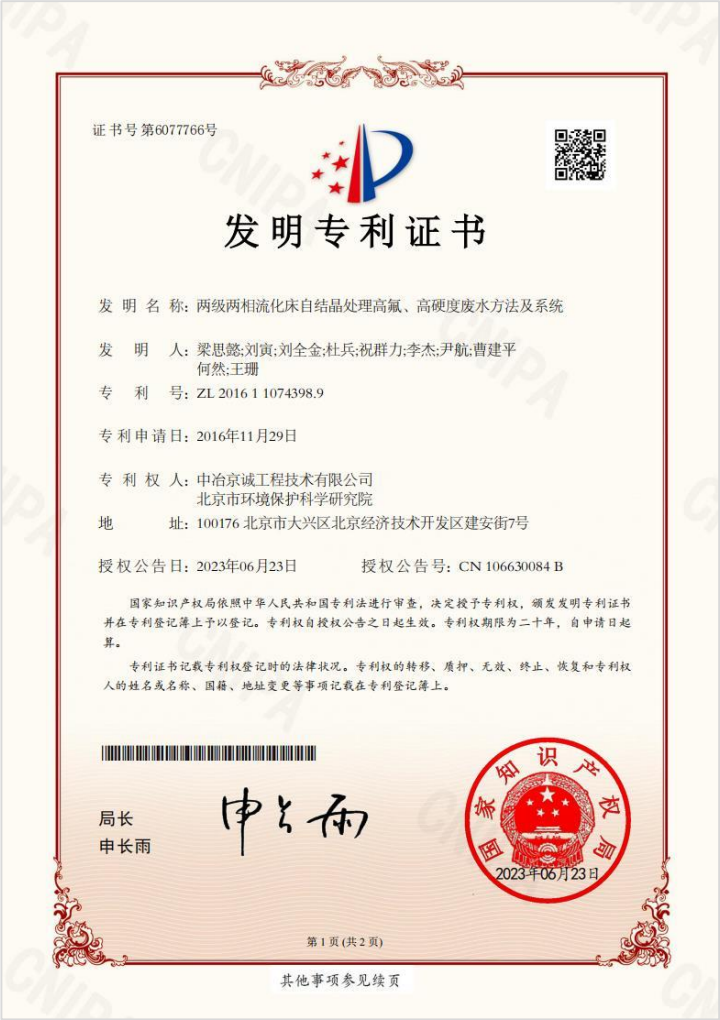 证书号第6077766号
发明专利证书
发明名称：两级两相流化床自结晶处理高氟、高硬度废水方法及系统
发明人：梁思懿;刘寅;刘全金;杜兵;祝群力;李杰;尹航;曹建平
何然;王珊
专利号：ZL 2016 1 1074398.9
专利申请日：2016年11月29日
专利权人：中冶京诚工程技术有限公司
北京市环境保护科学研究院
地址：100176 北京市大兴区北京经济技术开发区建安街7号
授权公告日：2023年06月23日 授权公告号：CN 106630084 B
国家知识产权局依照中华人民共和国专利法进行审查，决定授予专利权，颁发发明专利证书
并在专利登记簿上予以登记。专利权自授权公告之日起生效。专利权期限为二十年，自申请日起
算。
专利证书记载专利权登记时的法律状况。专利权的转移、质押、无效、终止、恢复和专利权
人的姓名或名称、国籍、地址变更等事项记载在专利登记簿上。
局长
申长雨
申长雨
国家知识产权局
2023年06月23日
第 1 页 (共 2 页)
其他事项参见续页
CNIPA